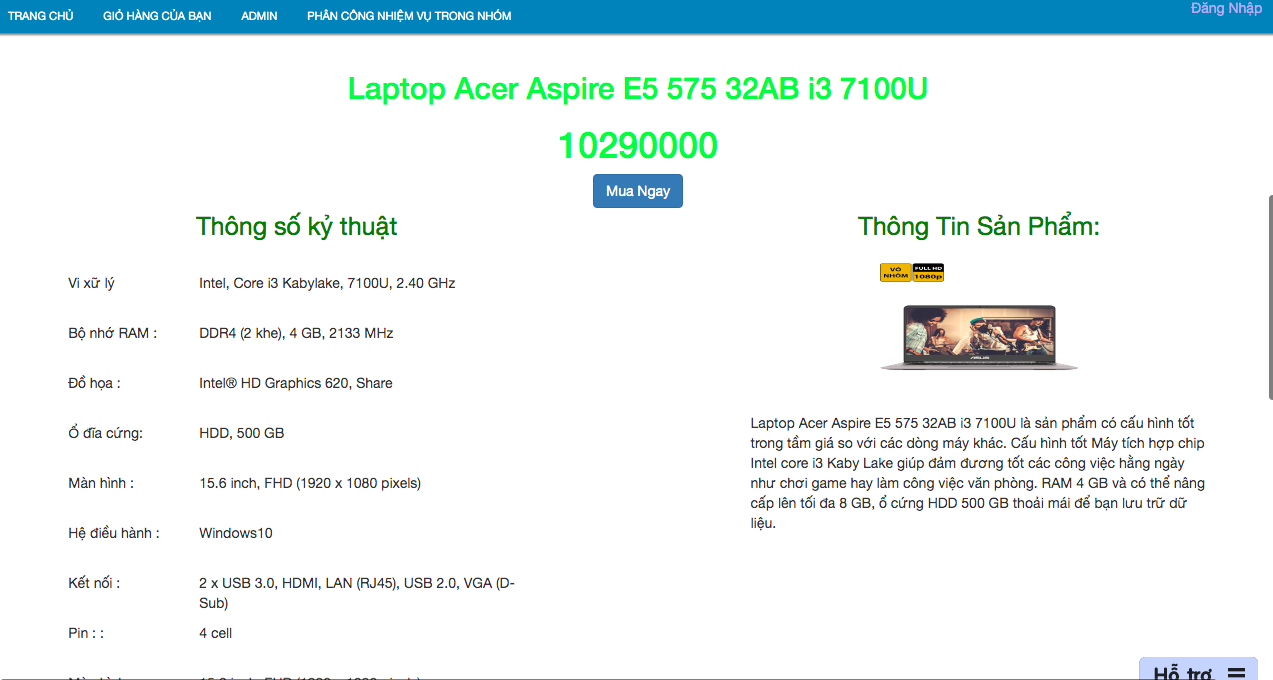 TRANG CHỦ GIỎ HÀNG CỦA BẠN ADMIN PHÂN CÔNG NHIỆM VỤ TRONG NHÓM Đăng Nhập
Laptop Acer Aspire E5 575 32AB i3 7100U
10290000
Mua Ngay
Thông số kỷ thuật
Vi xữ lý Intel, Core i3 Kabylake, 7100U, 2.40 GHz
Bộ nhớ RAM : DDR4 (2 khe), 4 GB, 2133 MHz
Đồ họa : Intel® HD Graphics 620, Share
Ổ đĩa cứng: HDD, 500 GB
Màn hình : 15.6 inch, FHD (1920 x 1080 pixels)
Hệ điều hành : Windows10
Kết nối : 2 x USB 3.0, HDMI, LAN (RJ45), USB 2.0, VGA (D-
Sub)
Pin : : 4 cell
Thông Tin Sản Phẩm:
VỎ NHÔM FULL HD 1080p
ASUS
Laptop Acer Aspire E5 575 32AB i3 7100U là sản phẩm có cấu hình tốt
trong tầm giá so với các dòng máy khác. Cấu hình tốt Máy tích hợp chip
Intel core i3 Kaby Lake giúp đảm đương tốt các công việc hằng ngày
như chơi game hay làm công việc văn phòng. RAM 4 GB và có thể nâng
cấp lên tối đa 8 GB, ổ cứng HDD 500 GB thoải mái để bạn lưu trữ dữ
liệu.
Hỗ trợ